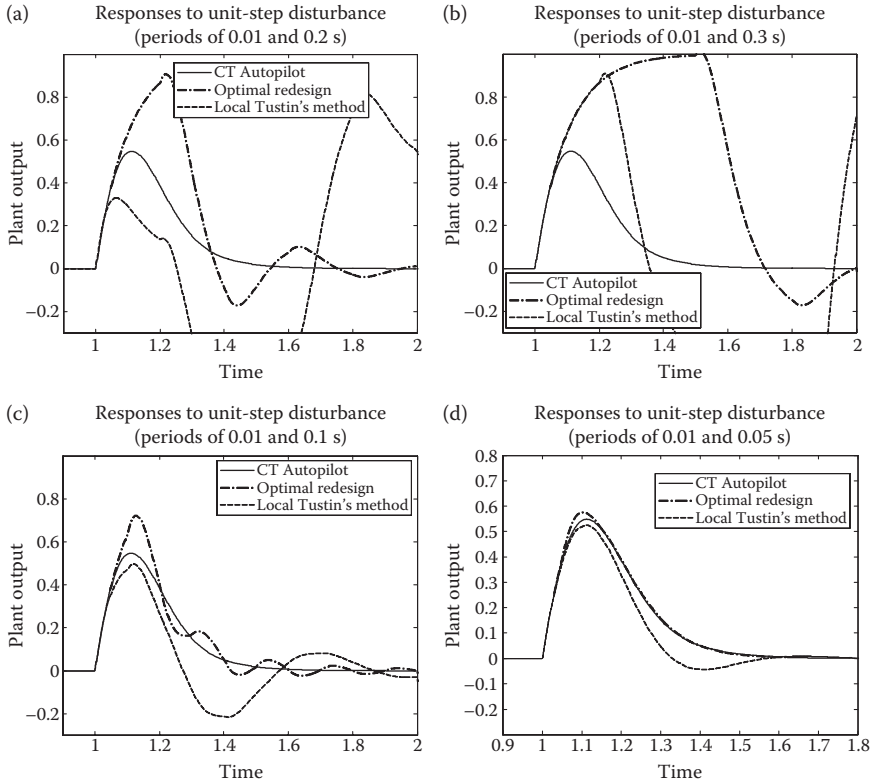 (a)
Responses to unit-step disturbance
(periods of 0.01 and 0.2 s)
CT Autopilot
Optimal redesign
Local Tustin's method
0.8
0.6
0.4
0.2
0
−0.2
Plant output
1
1.2
1.4
1.6
1.8
2
Time
(b)
Responses to unit-step disturbance
(periods of 0.01 and 0.3 s)
0.8
0.6
0.4
0.2
0
−0.2
Plant output
CT Autopilot
Optimal redesign
Local Tustin's method
1
1.2
1.4
1.6
1.8
2
Time
(c)
Responses to unit-step disturbance
(periods of 0.01 and 0.1 s)
CT Autopilot
Optimal redesign
Local Tustin's method
0.8
0.6
0.4
0.2
0
−0.2
Plant output
1
1.2
1.4
1.6
1.8
2
Time
(d)
Responses to unit-step disturbance
(periods of 0.01 and 0.05 s)
CT Autopilot
Optimal redesign
Local Tustin's method
0.8
0.7
0.6
0.5
0.4
0.3
0.2
0.1
0
−0.1
−0.2
Plant output
0.9
1
1.1
1.2
1.3
1.4
1.5
1.6
1.7
1.8
Time